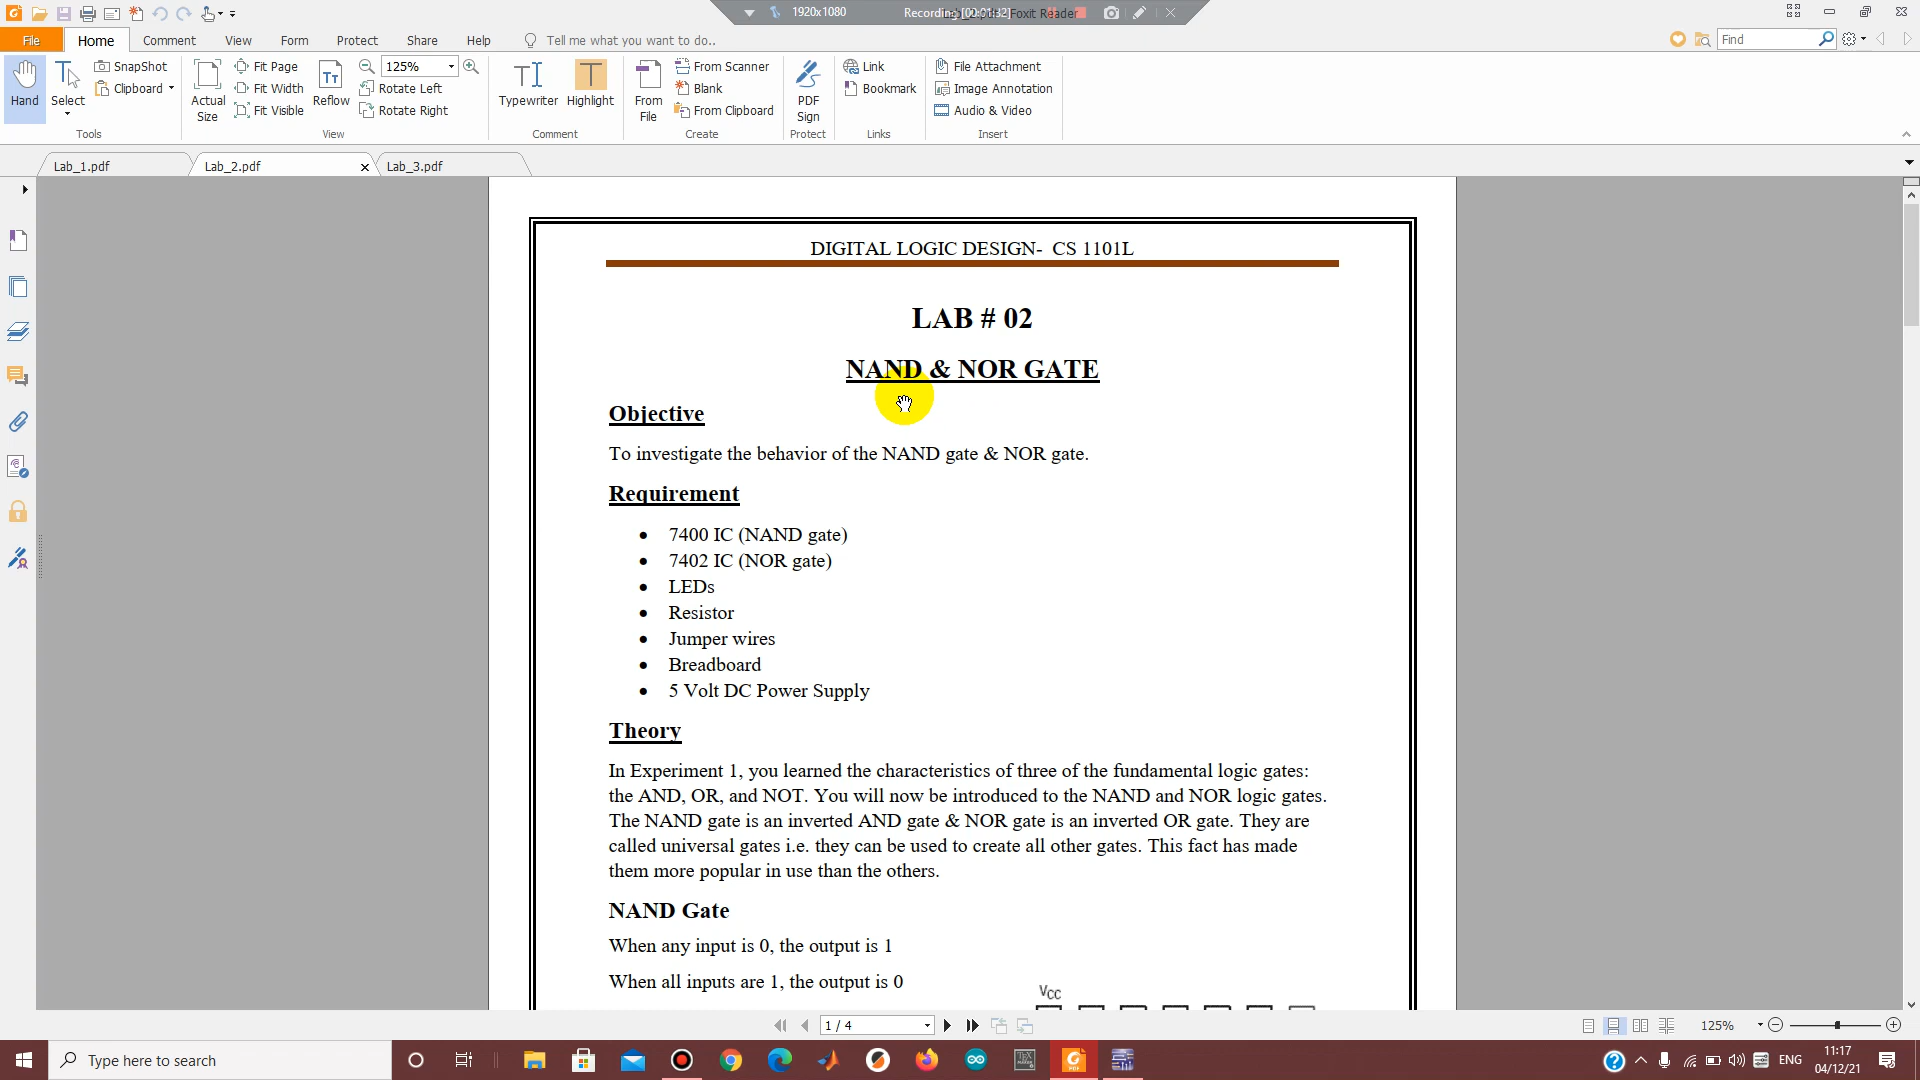 1920x1080
Recording [00:01:32]
Foxit Reader
File
Home
Comment
View
Form
Protect
Share
Help
Tell me what you want to do..
Find
Hand
Select
SnapShot
Clipboard
Tools
Actual Size
Fit Page
Fit Width
Fit Visible
Reflow
125%
Rotate Left
Rotate Right
View
Typewriter
Highlight
Comment
From File
From Scanner
Blank
From Clipboard
Create
PDF Sign
Protect
Link
Bookmark
Links
File Attachment
Image Annotation
Audio & Video
Insert
Lab_1.pdf
Lab_2.pdf
Lab_3.pdf
DIGITAL LOGIC DESIGN- CS 1101L
LAB # 02
NAND & NOR GATE
Objective
To investigate the behavior of the NAND gate & NOR gate.
Requirement
• 7400 IC (NAND gate)
• 7402 IC (NOR gate)
• LEDs
• Resistor
• Jumper wires
• Breadboard
• 5 Volt DC Power Supply
Theory
In Experiment 1, you learned the characteristics of three of the fundamental logic gates:
the AND, OR, and NOT. You will now be introduced to the NAND and NOR logic gates.
The NAND gate is an inverted AND gate & NOR gate is an inverted OR gate. They are
called universal gates i.e. they can be used to create all other gates. This fact has made
them more popular in use than the others.
NAND Gate
When any input is 0, the output is 1
When all inputs are 1, the output is 0
VCC
1 / 4
125%
Type here to search
ENG
11:17
04/12/21